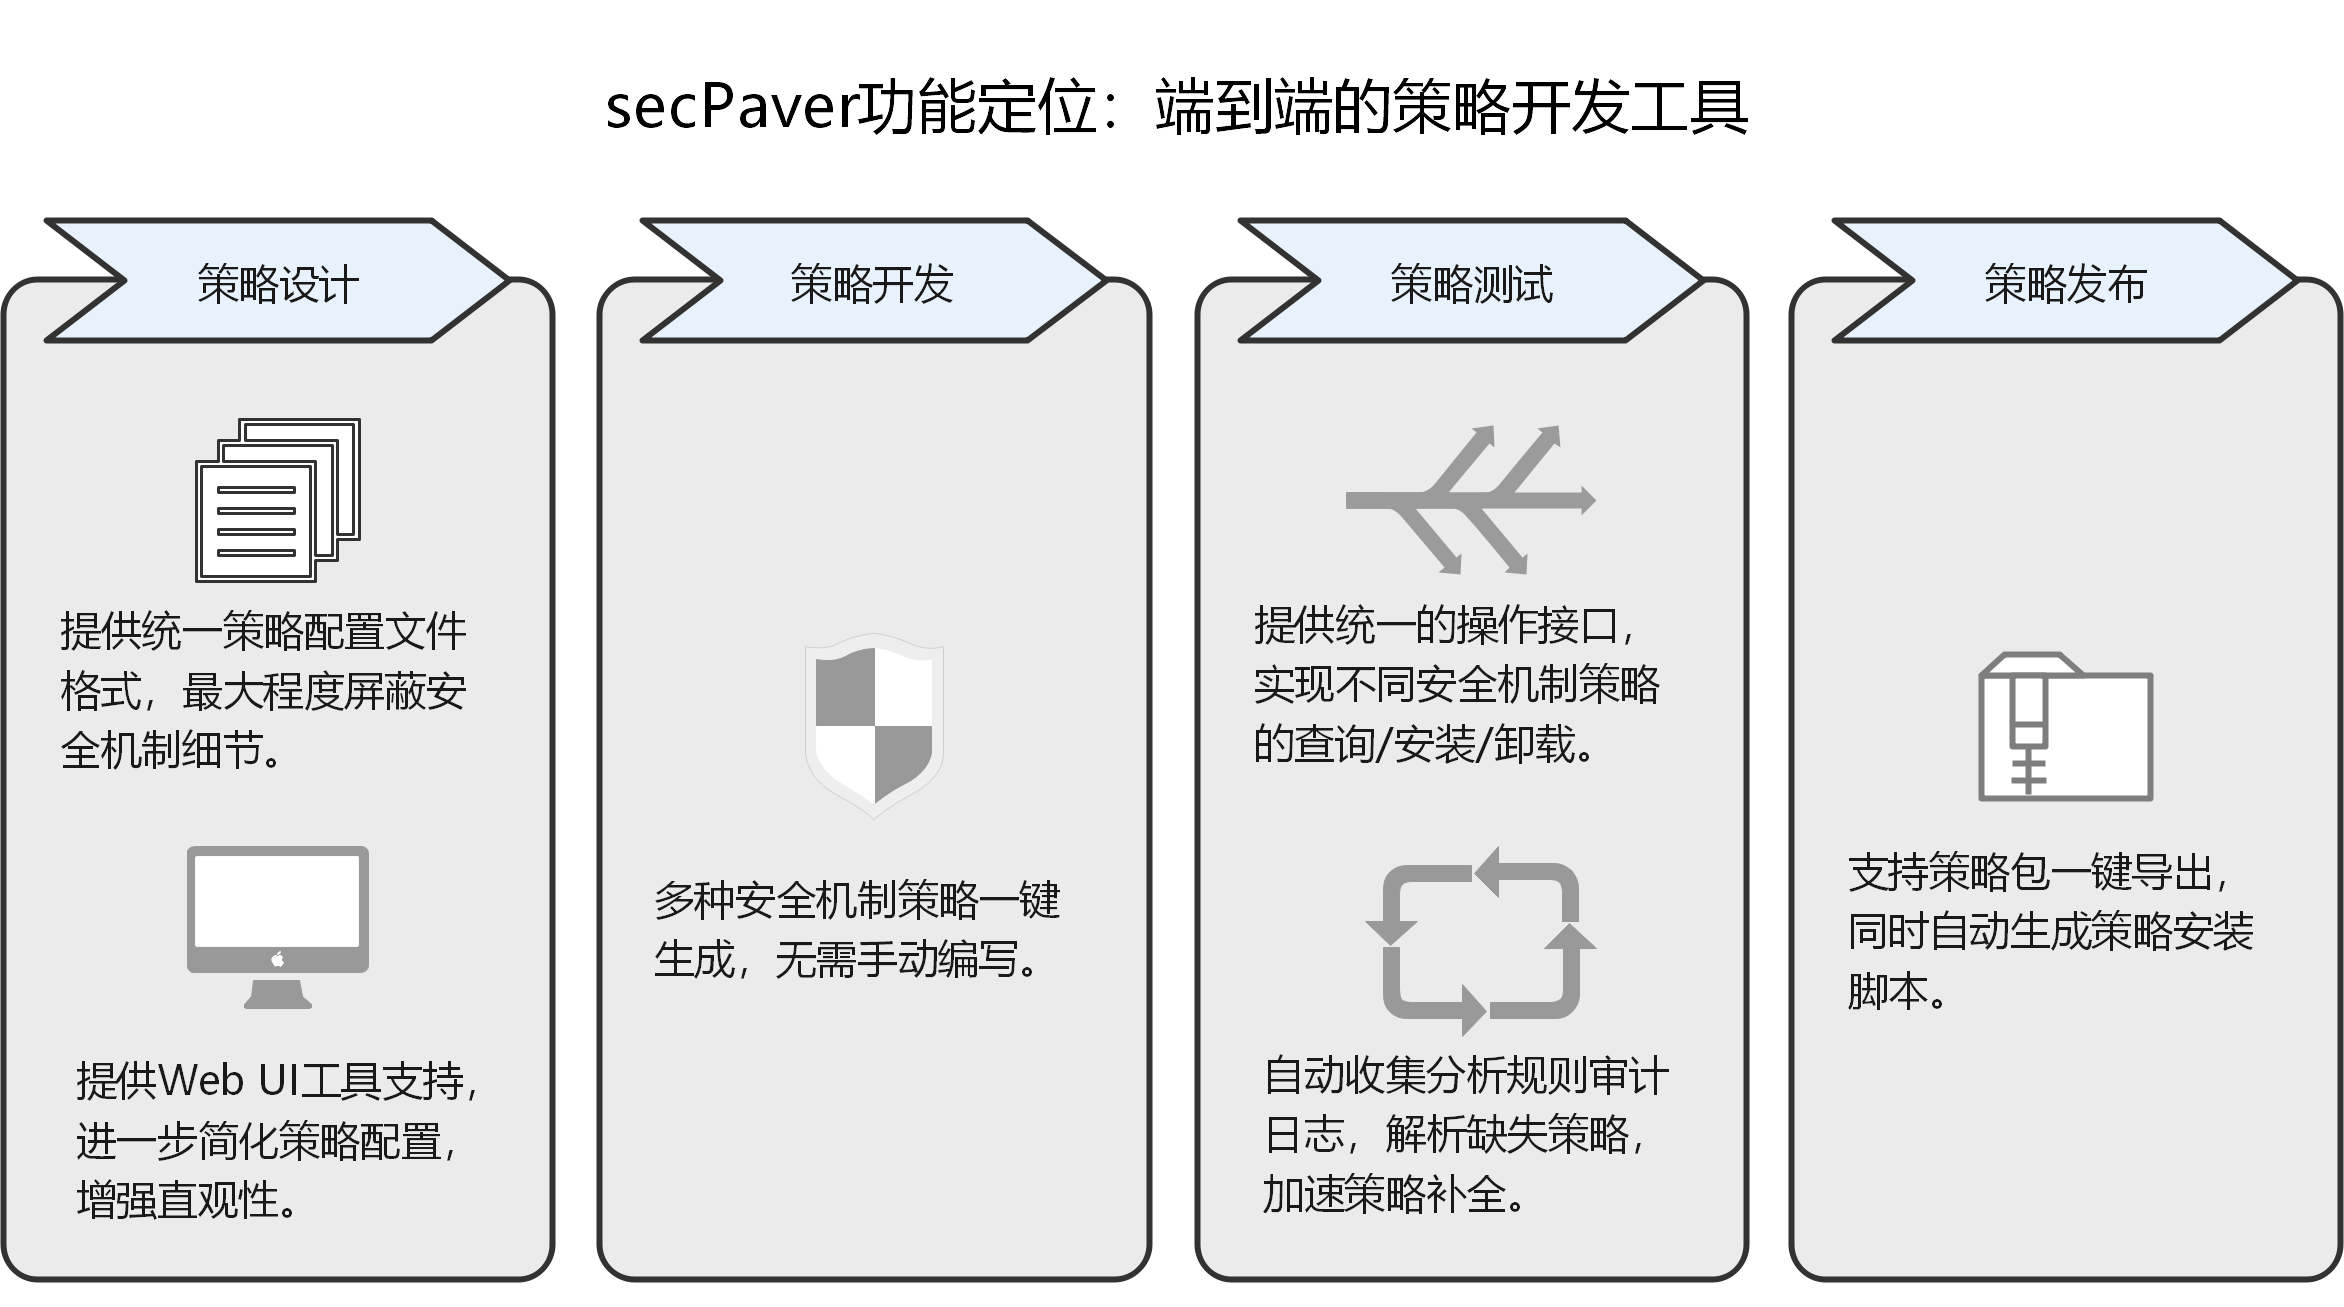 secPaver功能定位：端到端的策略开发工具
策略设计
提供统一策略配置文件
格式，最大程度屏蔽安
全机制细节。
提供Web UI工具支持，
进一步简化策略配置，
增强直观性。
策略开发
多种安全机制策略一键
生成，无需手动编写。
策略测试
提供统一的操作接口，
实现不同安全机制策略
的查询/安装/卸载。
自动收集分析规则审计
日志，解析缺失策略，
加速策略补全。
策略发布
支持策略包一键导出，
同时自动生成策略安装
脚本。